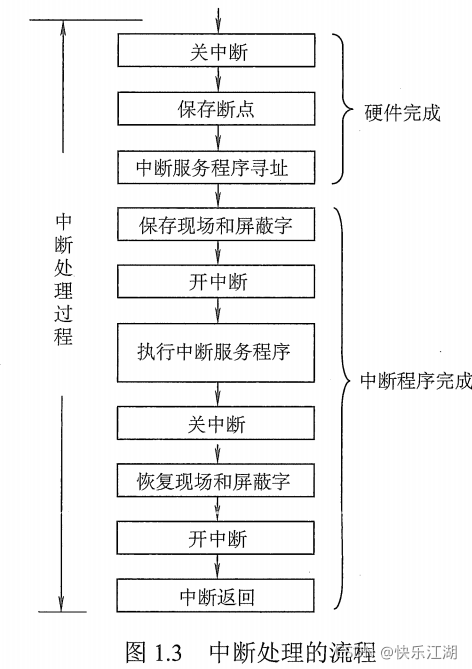 关中断
保存断点
硬件完成
中断服务程序寻址
保存现场和屏蔽字
开中断
中断处理过程
执行中断服务程序
中断程序完成
关中断
恢复现场和屏蔽字
开中断
中断返回
图 1.3 中断处理的流程
@快乐江湖